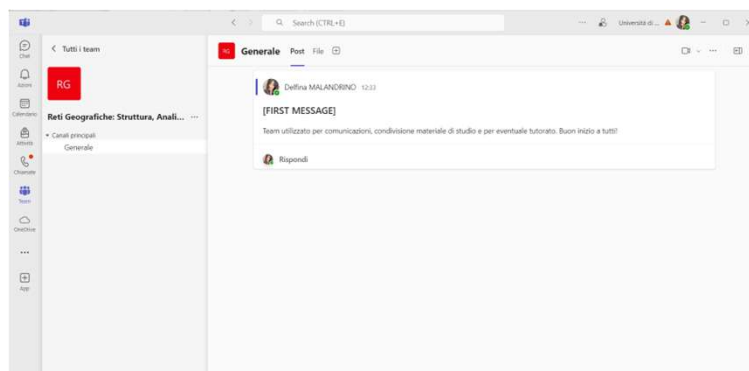 Search (CTRL+E)
Università di ...
Chat
Tutti i team
RG
Generale
Post
File
Azioni
RG
Delfina MALANDRINO 12:33
Calendario
[FIRST MESSAGE]
Reti Geografiche: Struttura, Anali... ...
Team utilizzato per comunicazioni, condivisione materiale di studio e per eventuale tutorato. Buon inizio a tutti!
Attività
Canali principali
Generale
Rispondi
Chiamate
Team
OneDrive
App